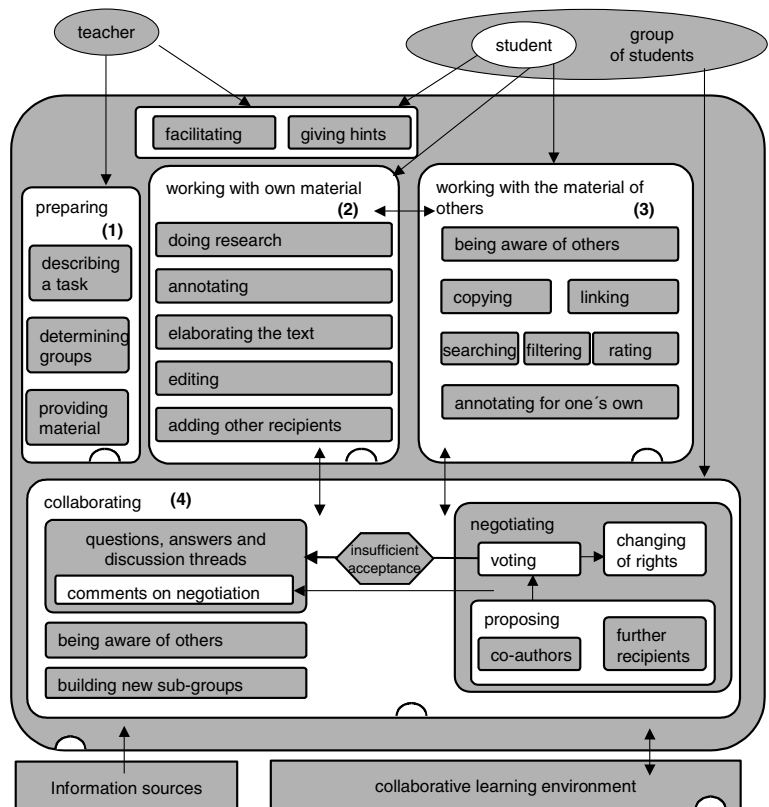 teacher
student
group
of students
facilitating
giving hints
preparing
(1)
describing
a task
determining
groups
providing
material
working with own material
(2)
doing research
annotating
elaborating the text
editing
adding other recipients
working with the material of
others
(3)
being aware of others
copying
linking
searching
filtering
rating
annotating for one´s own
collaborating
(4)
questions, answers and
discussion threads
comments on negotiation
being aware of others
building new sub-groups
insufficient
acceptance
negotiating
voting
changing
of rights
proposing
co-authors
further
recipients
Information sources
collaborative learning environment